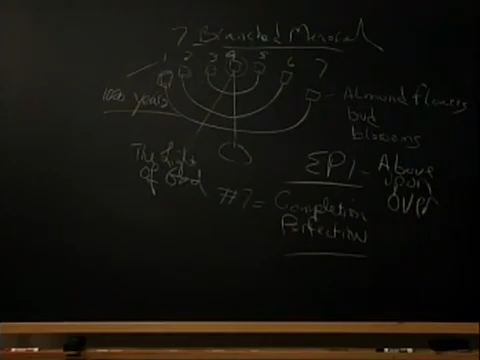 7 Branched Menorah
1 2 3 4 5 6 7
1000 years
Almond flowers
bud
blossoms
The Light
of God
EPI - Above
upon
over
#7 = Completion
Perfection